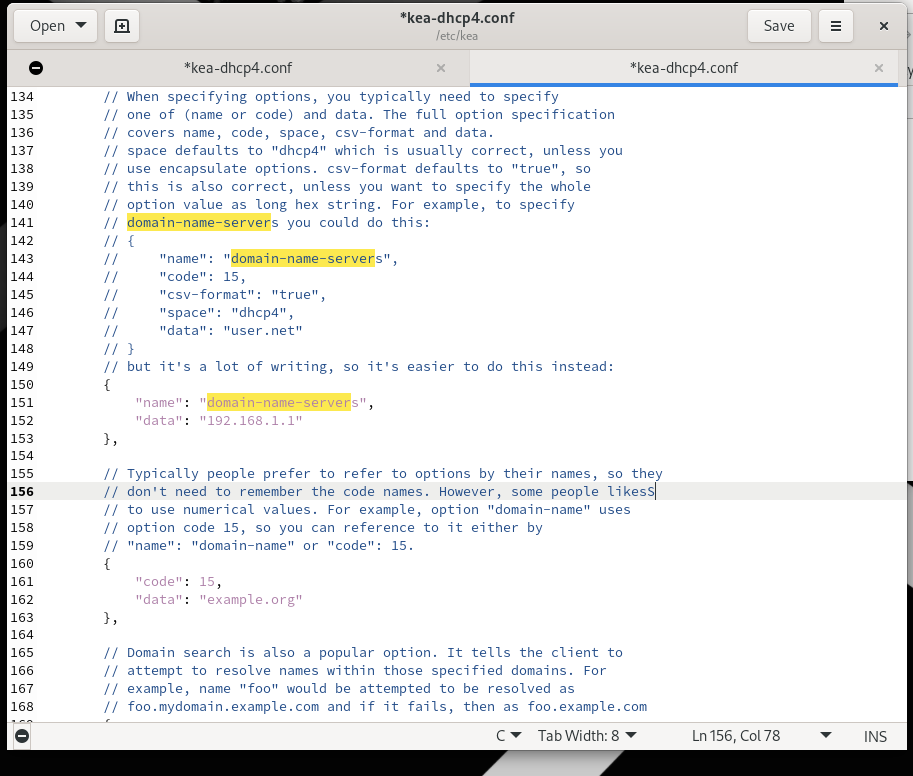 Open
*kea-dhcp4.conf
/etc/kea
Save
*kea-dhcp4.conf
*kea-dhcp4.conf
134 // When specifying options, you typically need to specify
135 // one of (name or code) and data. The full option specification
136 // covers name, code, space, csv-format and data.
137 // space defaults to "dhcp4" which is usually correct, unless you
138 // use encapsulate options. csv-format defaults to "true", so
139 // this is also correct, unless you want to specify the whole
140 // option value as long hex string. For example, to specify
141 // domain-name-servers you could do this:
142 // {
143 //     "name": "domain-name-servers",
144 //     "code": 15,
145 //     "csv-format": "true",
146 //     "space": "dhcp4",
147 //     "data": "user.net"
148 // }
149 // but it's a lot of writing, so it's easier to do this instead:
150 {
151     "name": "domain-name-servers",
152     "data": "192.168.1.1"
153 },
154
155 // Typically people prefer to refer to options by their names, so they
156 // don't need to remember the code names. However, some people likesS
157 // to use numerical values. For example, option "domain-name" uses
158 // option code 15, so you can reference to it either by
159 // "name": "domain-name" or "code": 15.
160 {
161     "code": 15,
162     "data": "example.org"
163 },
164
165 // Domain search is also a popular option. It tells the client to
166 // attempt to resolve names within those specified domains. For
167 // example, name "foo" would be attempted to be resolved as
168 // foo.mydomain.example.com and if it fails, then as foo.example.com
C
Tab Width: 8
Ln 156, Col 78
INS